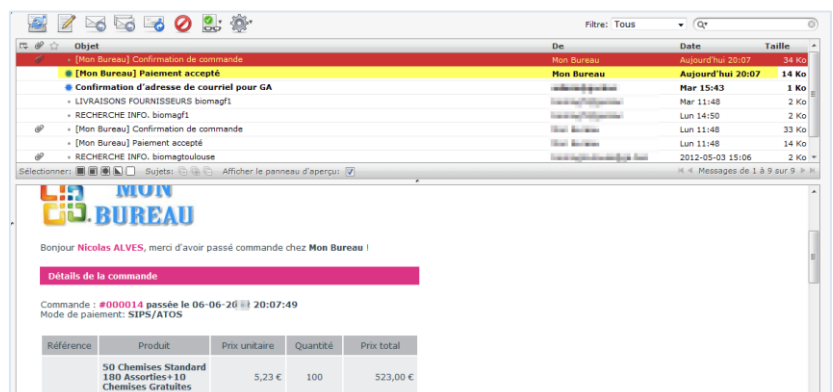 Filtre: Tous
Objet De Date Taille
[Mon Bureau] Confirmation de commande Mon Bureau Aujourd'hui 20:07 34 Ko
[Mon Bureau] Paiement accepté Mon Bureau Aujourd'hui 20:07 14 Ko
Confirmation d'adresse de courriel pour GA Mar 15:43 1 Ko
LIVRAISONS FOURNISSEURS biomagf1 Mar 11:48 2 Ko
RECHERCHE INFO. biomagf1 Lun 14:50 2 Ko
[Mon Bureau] Confirmation de commande Lun 11:48 33 Ko
[Mon Bureau] Paiement accepté Lun 11:48 14 Ko
RECHERCHE INFO. biomagtoulouse 2012-05-03 15:06 2 Ko
Sélectionner: Sujets: Afficher le panneau d'aperçu: Messages de 1 à 9 sur 9
MON
BUREAU
Bonjour Nicolas ALVES, merci d'avoir passé commande chez Mon Bureau !
Détails de la commande
Commande : #000014 passée le 06-06-20 20:07:49
Mode de paiement: SIPS/ATOS
Référence Produit Prix unitaire Quantité Prix total
50 Chemises Standard
180 Assorties+10 5,23 € 100 523,00 €
Chemises Gratuites